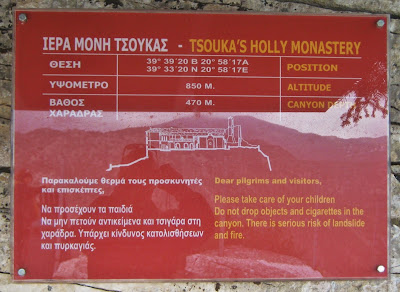 ΙΕΡΑ ΜΟΝΗ ΤΣΟΥΚΑΣ - TSOUKA'S HOLLY MONASTERY
ΘΕΣΗ 39° 39΄20 Β 20° 58΄17Α POSITION
39° 33΄20 N 20° 58΄17E
ΥΨΟΜΕΤΡΟ 850 Μ. ALTITUDE
ΒΑΘΟΣ ΧΑΡΑΔΡΑΣ 470 Μ. CANYON
Παρακαλούμε θερμά τους προσκυνητές
και επισκέπτες,
Να προσέχουν τα παιδιά
Να μην πετούν αντικείμενα και τσιγάρα στη
χαράδρα. Υπάρχει κίνδυνος κατολισθήσεων
και πυρκαγιάς.
Dear pilgrims and visitors,
Please take care of your children
Do not drop objects and cigarettes in the
canyon. There is serious risk of landslide
and fire.